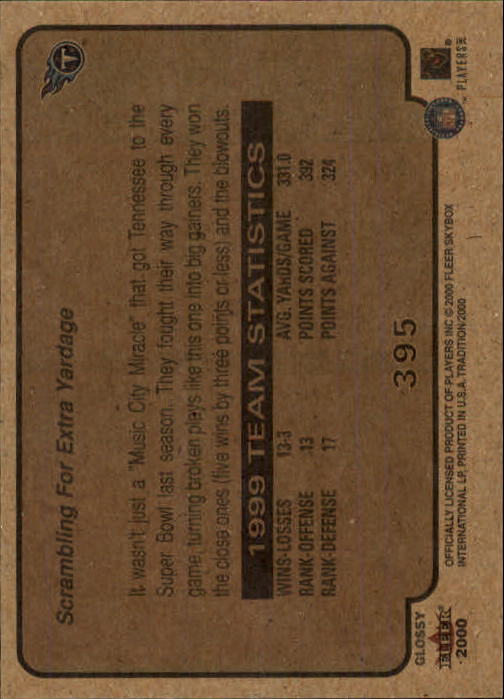 Scrambling For Extra Yardage
It wasn't just a "Music City Miracle" that got Tennessee to the
Super Bowl last season. They fought their way through every
game, turning broken plays like this one into big gainers. They won
the close ones (five wins by three points or less) and the blowouts.
1999 TEAM STATISTICS
WINS-LOSSES 13-3 AVG. YARDS/GAME 331.0
RANK-OFFENSE 13 POINTS SCORED 392
RANK-DEFENSE 17 POINTS AGAINST 324
395
GLOSSY
FLEER
2000
OFFICIALLY LICENSED PRODUCT OF PLAYERS INC © 2000 FLEER SKYBOX
INTERNATIONAL LP, PRINTED IN U.S.A. TRADITION/2000
NFL
PLAYERS INC
T